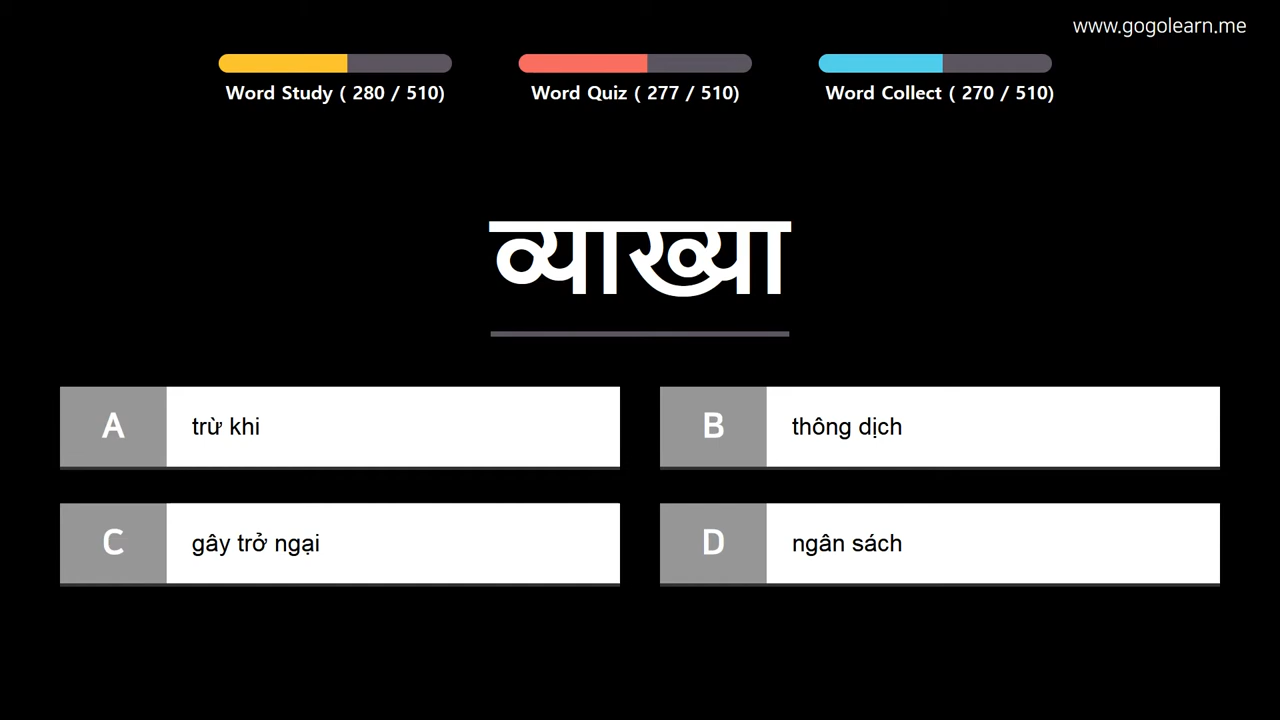 www.gogolearn.me
Word Study ( 280 / 510)
Word Quiz ( 277 / 510)
Word Collect ( 270 / 510)
व्याख्या
A trừ khi
B thông dịch
C gây trở ngại
D ngân sách